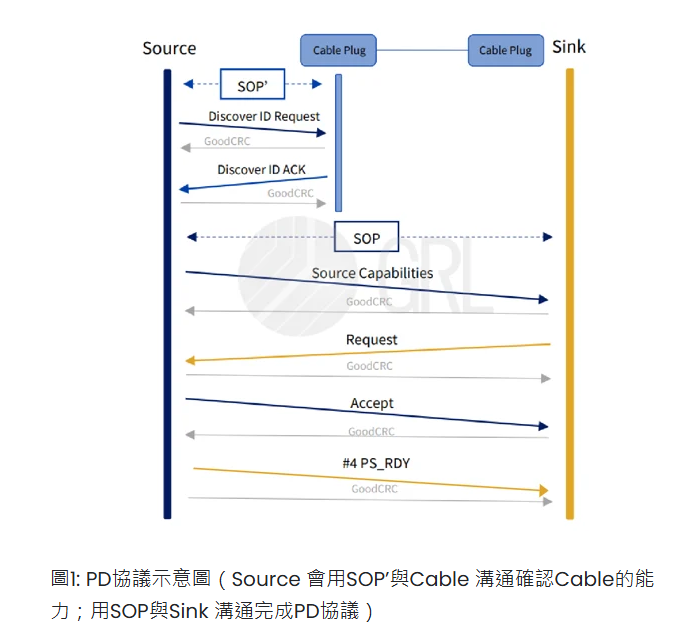 Source
Cable Plug
Cable Plug
Sink
SOP’
Discover ID Request
GoodCRC
Discover ID ACK
GoodCRC
SOP
GRL
Source Capabilities
GoodCRC
Request
GoodCRC
Accept
GoodCRC
#4 PS_RDY
GoodCRC
圖1: PD協議示意圖（Source 會用SOP’與Cable 溝通確認Cable的能
力；用SOP與Sink 溝通完成PD協議）